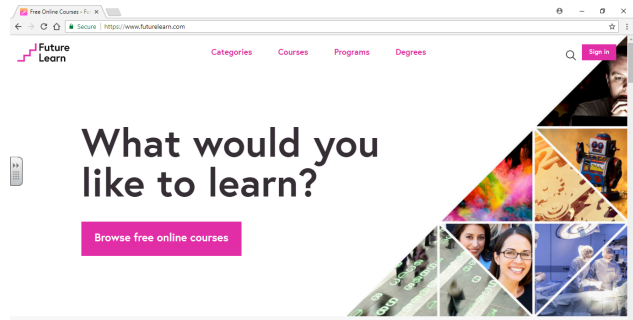 Free Online Courses - Fut
Secure | https://www.futurelearn.com
Future
Learn
Categories Courses Programs Degrees
Sign in
What would you
like to learn?
Browse free online courses